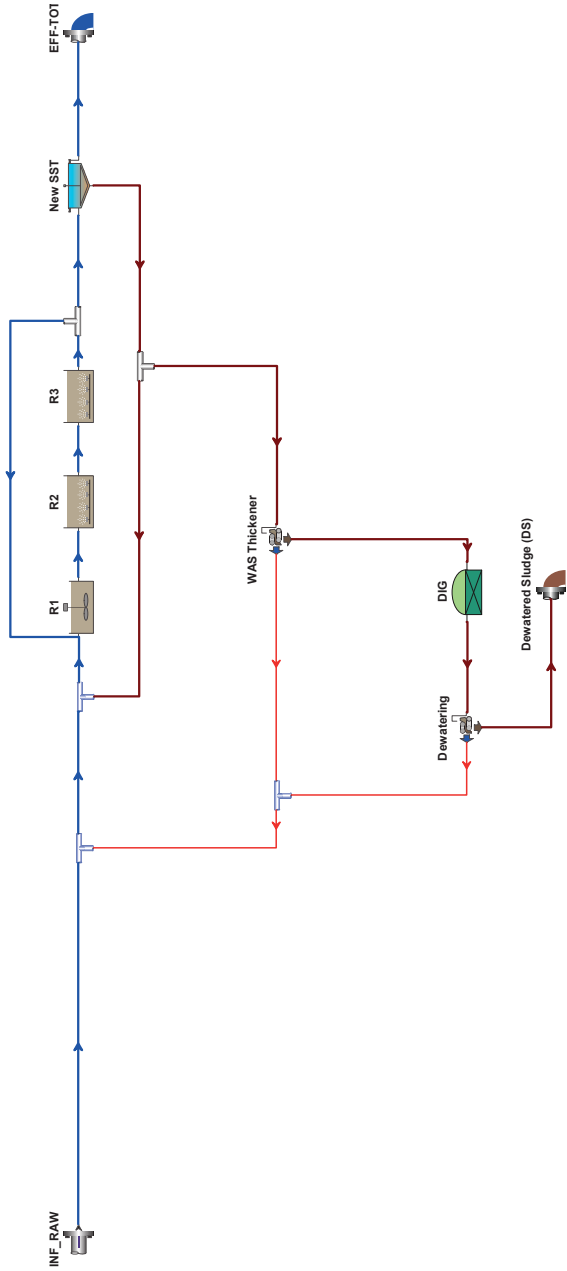 INF_RAW
R1
R2
R3
New SST
EFF-TOT
WAS Thickener
DIG
Dewatering
Dewatered Sludge (DS)